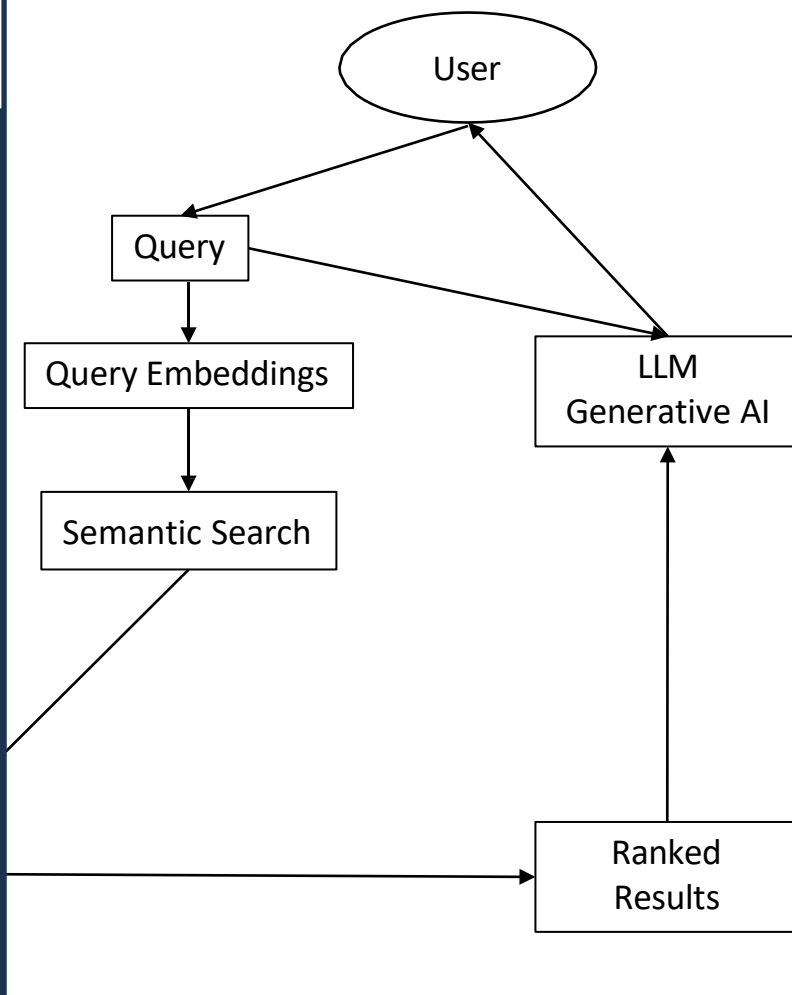 User
Query
Query Embeddings
LLM
Generative AI
Semantic Search
Ranked
Results